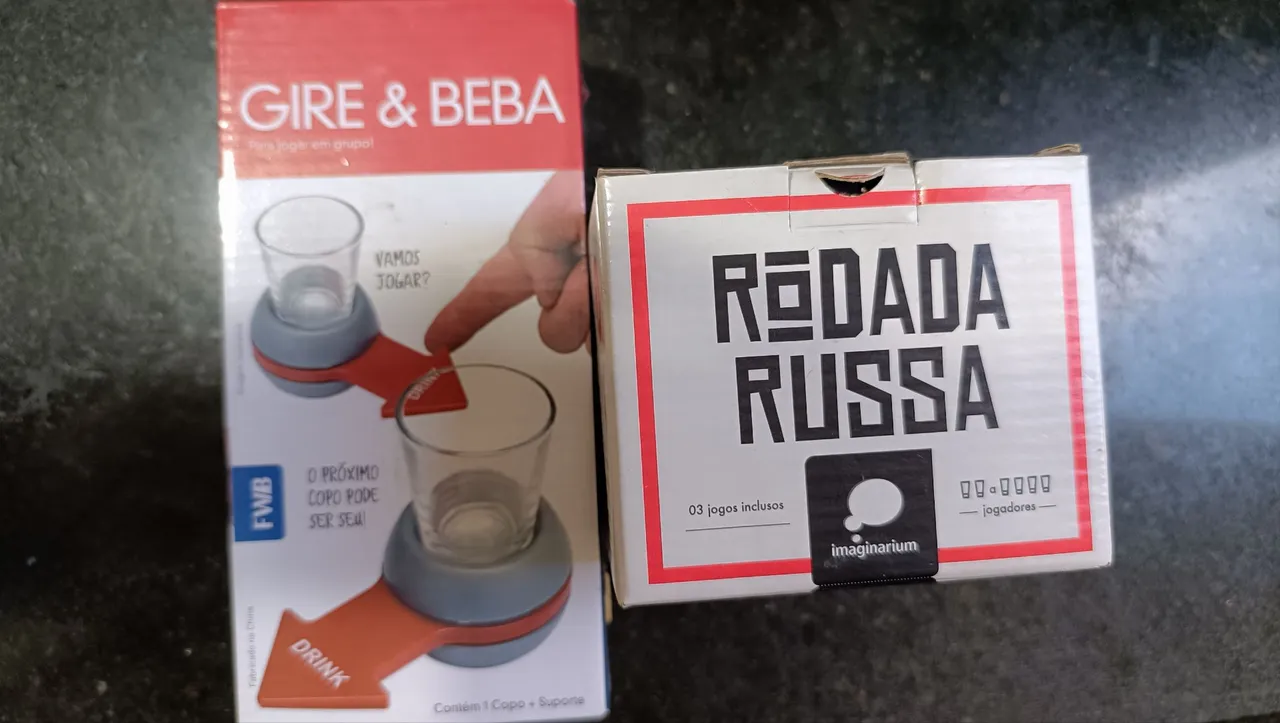 GIRE & BEBA
Para jogar em grupo!
VAMOS
JOGAR?
DRINK
O PRÓXIMO
COPO PODE
SER SEU!
FWB
DRINK
Fabricado na China
Contém 1 Copo + Suporte
RŌDADA
RUSSA
03 jogos inclusos
a
jogadores
imaginarium